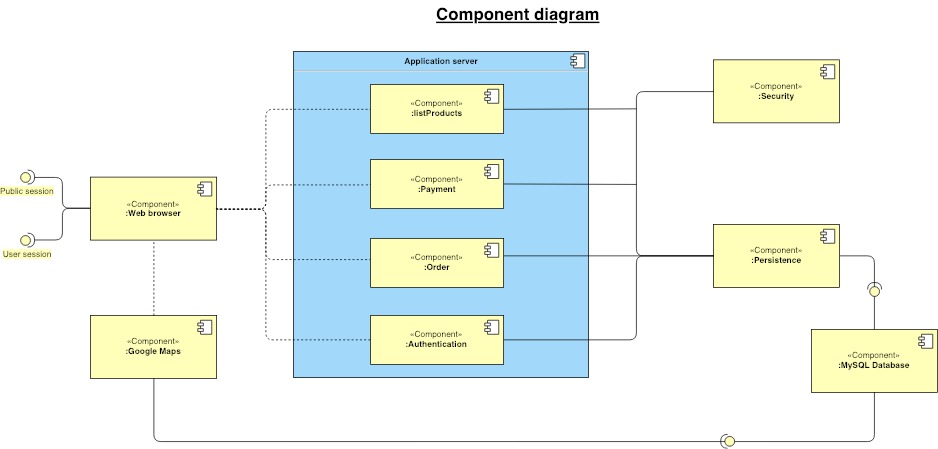 Component diagram
Application server
«Component»
:listProducts
«Component»
:Security
«Component»
:Payment
Public session
«Component»
:Web browser
User session
«Component»
:Order
«Component»
:Persistence
«Component»
:Google Maps
«Component»
:Authentication
«Component»
:MySQL Database